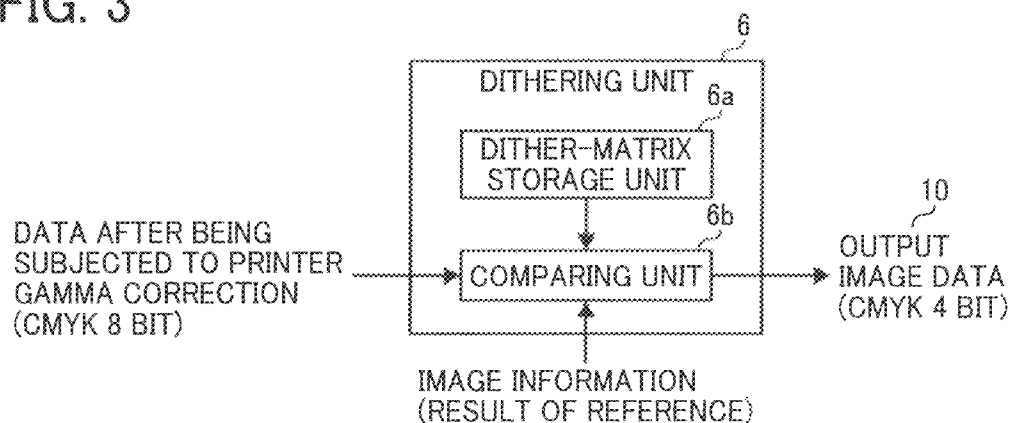 FIG. 3
6
DITHERING UNIT
6a
DITHER-MATRIX
STORAGE UNIT
6b
COMPARING UNIT
DATA AFTER BEING
SUBJECTED TO PRINTER
GAMMA CORRECTION
(CMYK 8 BIT)
10
OUTPUT
IMAGE DATA
(CMYK 4 BIT)
IMAGE INFORMATION
(RESULT OF REFERENCE)